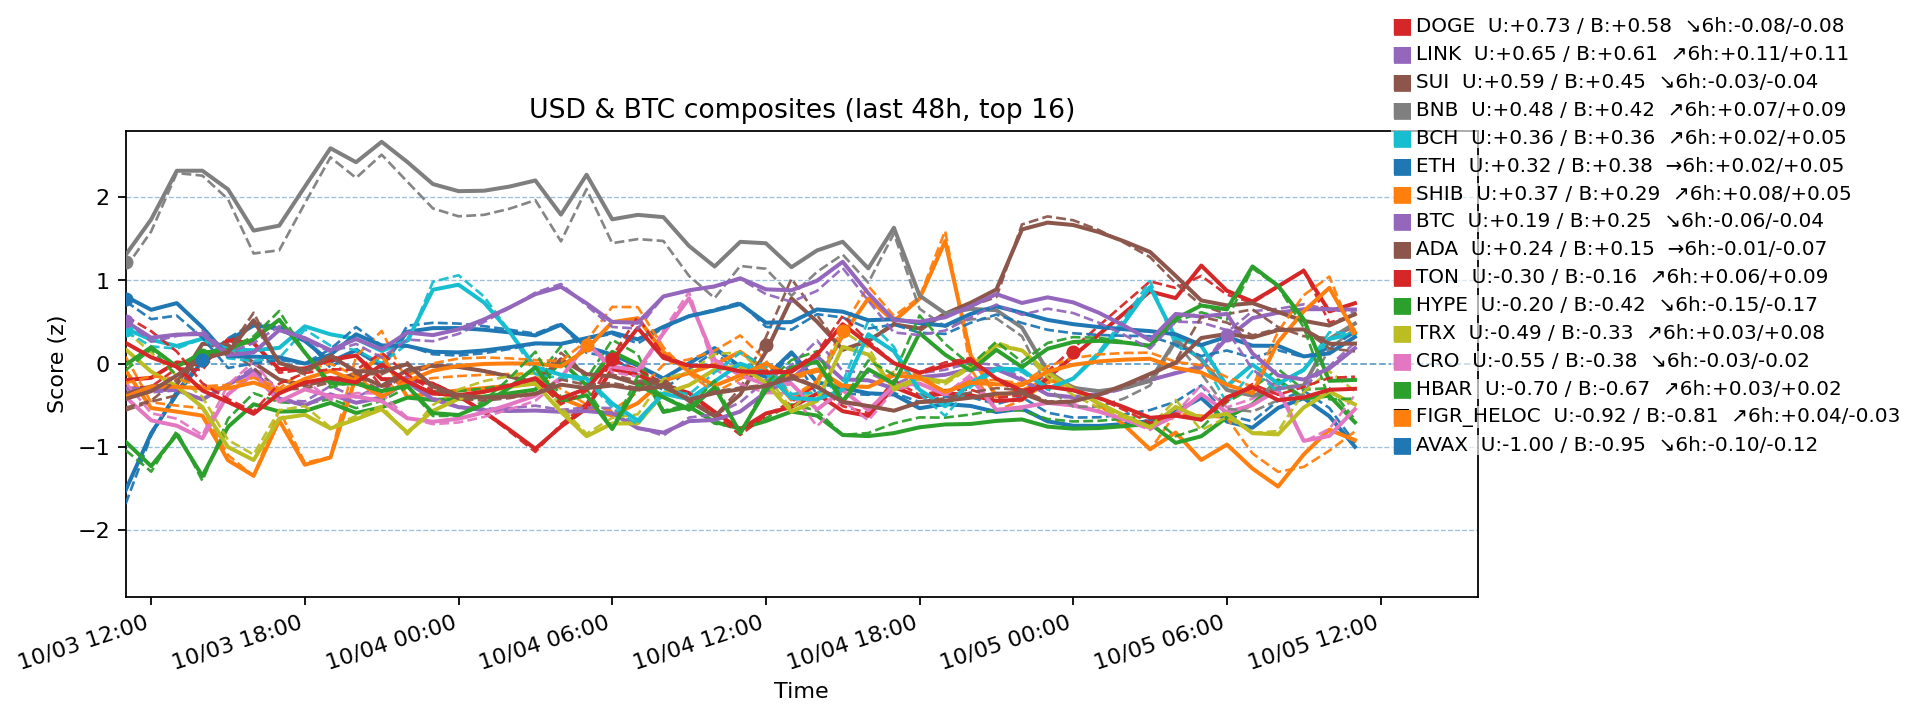 DOGE U:+0.73 / B:+0.58 ↘6h:-0.08/-0.08
LINK U:+0.65 / B:+0.61 ↗6h:+0.11/+0.11
SUI U:+0.59 / B:+0.45 ↘6h:-0.03/-0.04
BNB U:+0.48 / B:+0.42 ↗6h:+0.07/+0.09
BCH U:+0.36 / B:+0.36 ↗6h:+0.02/+0.05
ETH U:+0.32 / B:+0.38 →6h:+0.02/+0.05
SHIB U:+0.37 / B:+0.29 ↗6h:+0.08/+0.05
BTC U:+0.19 / B:+0.25 ↘6h:-0.06/-0.04
ADA U:+0.24 / B:+0.15 →6h:-0.01/-0.07
TON U:-0.30 / B:-0.16 ↗6h:+0.06/+0.09
HYPE U:-0.20 / B:-0.42 ↘6h:-0.15/-0.17
TRX U:-0.49 / B:-0.33 ↗6h:+0.03/+0.08
CRO U:-0.55 / B:-0.38 ↘6h:-0.03/-0.02
HBAR U:-0.70 / B:-0.67 ↗6h:+0.03/+0.02
FIGR_HELOC U:-0.92 / B:-0.81 ↗6h:+0.04/-0.03
AVAX U:-1.00 / B:-0.95 ↘6h:-0.10/-0.12
USD & BTC composites (last 48h, top 16)
Score (z)
2
1
0
−1
−2
10/03 12:00
10/03 18:00
10/04 00:00
10/04 06:00
10/04 12:00
10/04 18:00
10/05 00:00
10/05 06:00
10/05 12:00
Time